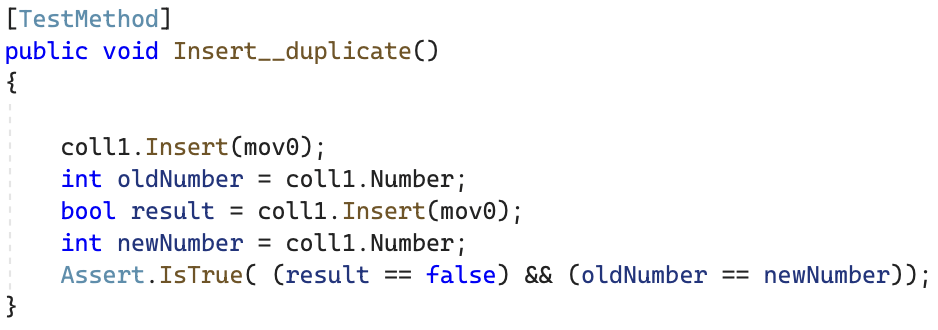 [TestMethod]
public void Insert__duplicate()
{
coll1.Insert(mov0);
int oldNumber = coll1.Number;
bool result = coll1.Insert(mov0);
int newNumber = coll1.Number;
Assert.IsTrue( (result == false) && (oldNumber == newNumber));
}